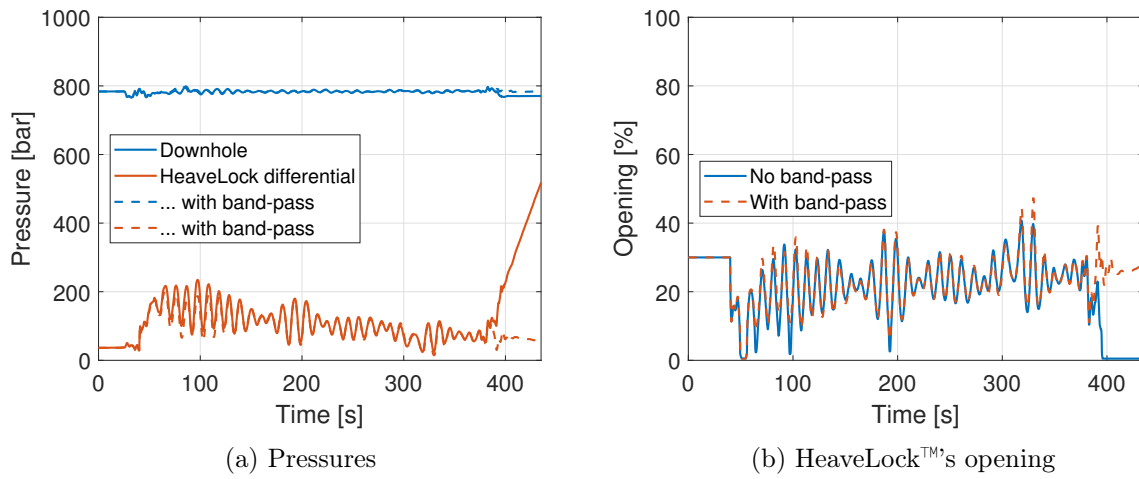 1000
800
600
400
200
0
Pressure [bar]
Downhole
HeaveLock differential
... with band-pass
... with band-pass
0 100 200 300 400
Time [s]
(a) Pressures
100
80
60
40
20
0
Opening [%]
No band-pass
With band-pass
0 100 200 300 400
Time [s]
(b) HeaveLock™'s opening